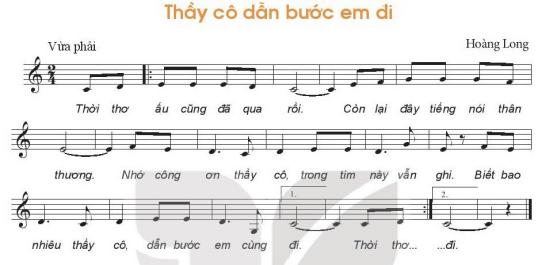 Thầy cô dẫn bước em đi
Vừa phải
Hoàng Long
2
4
Thời thơ ấu cũng đã qua rồi. Còn lại đây tiếng nói thân
thương. Nhớ công ơn thầy cô, trong tim này vẫn ghi. Biết bao
1.
2.
nhiêu thầy cô, dẫn bước em cùng đi. Thời thơ... ...đi.